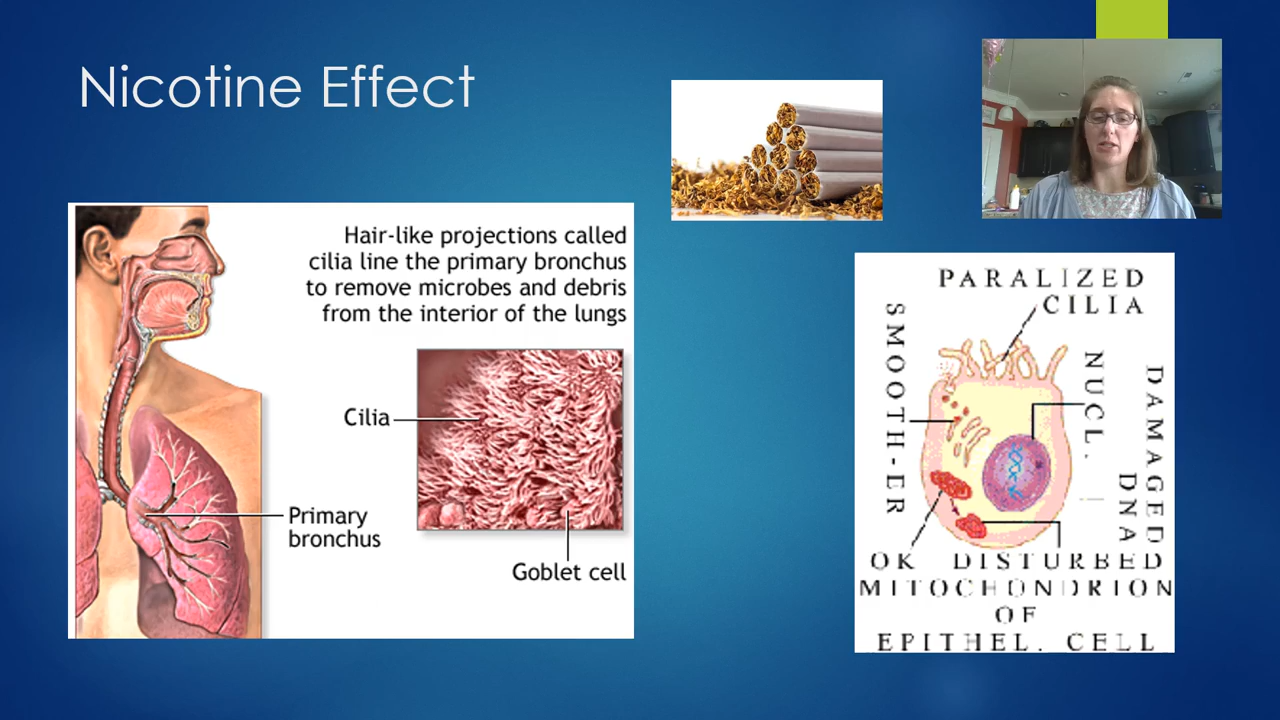 Nicotine Effect
Hair-like projections called
cilia line the primary bronchus
to remove microbes and debris
from the interior of the lungs
Cilia
Primary
bronchus
Goblet cell
PARALIZED
CILIA
SMOOTH-ER
NUCL.
DAMAGED
DNA
OK DISTURBED
MITOCHONDRION
OF
EPITHEL. CELL